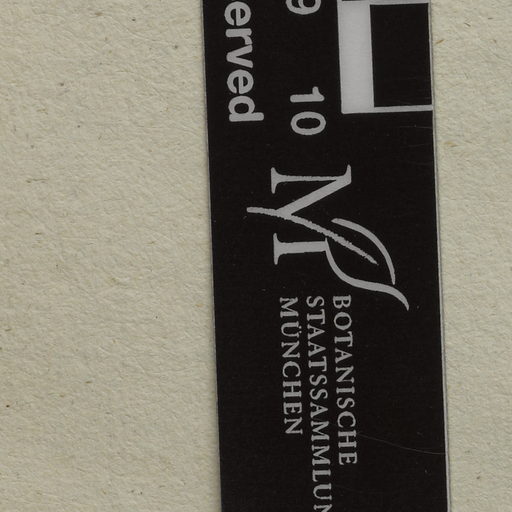 erved
9 10
BOTANISCHE
STAATSSAMMLUN
MÜNCHEN